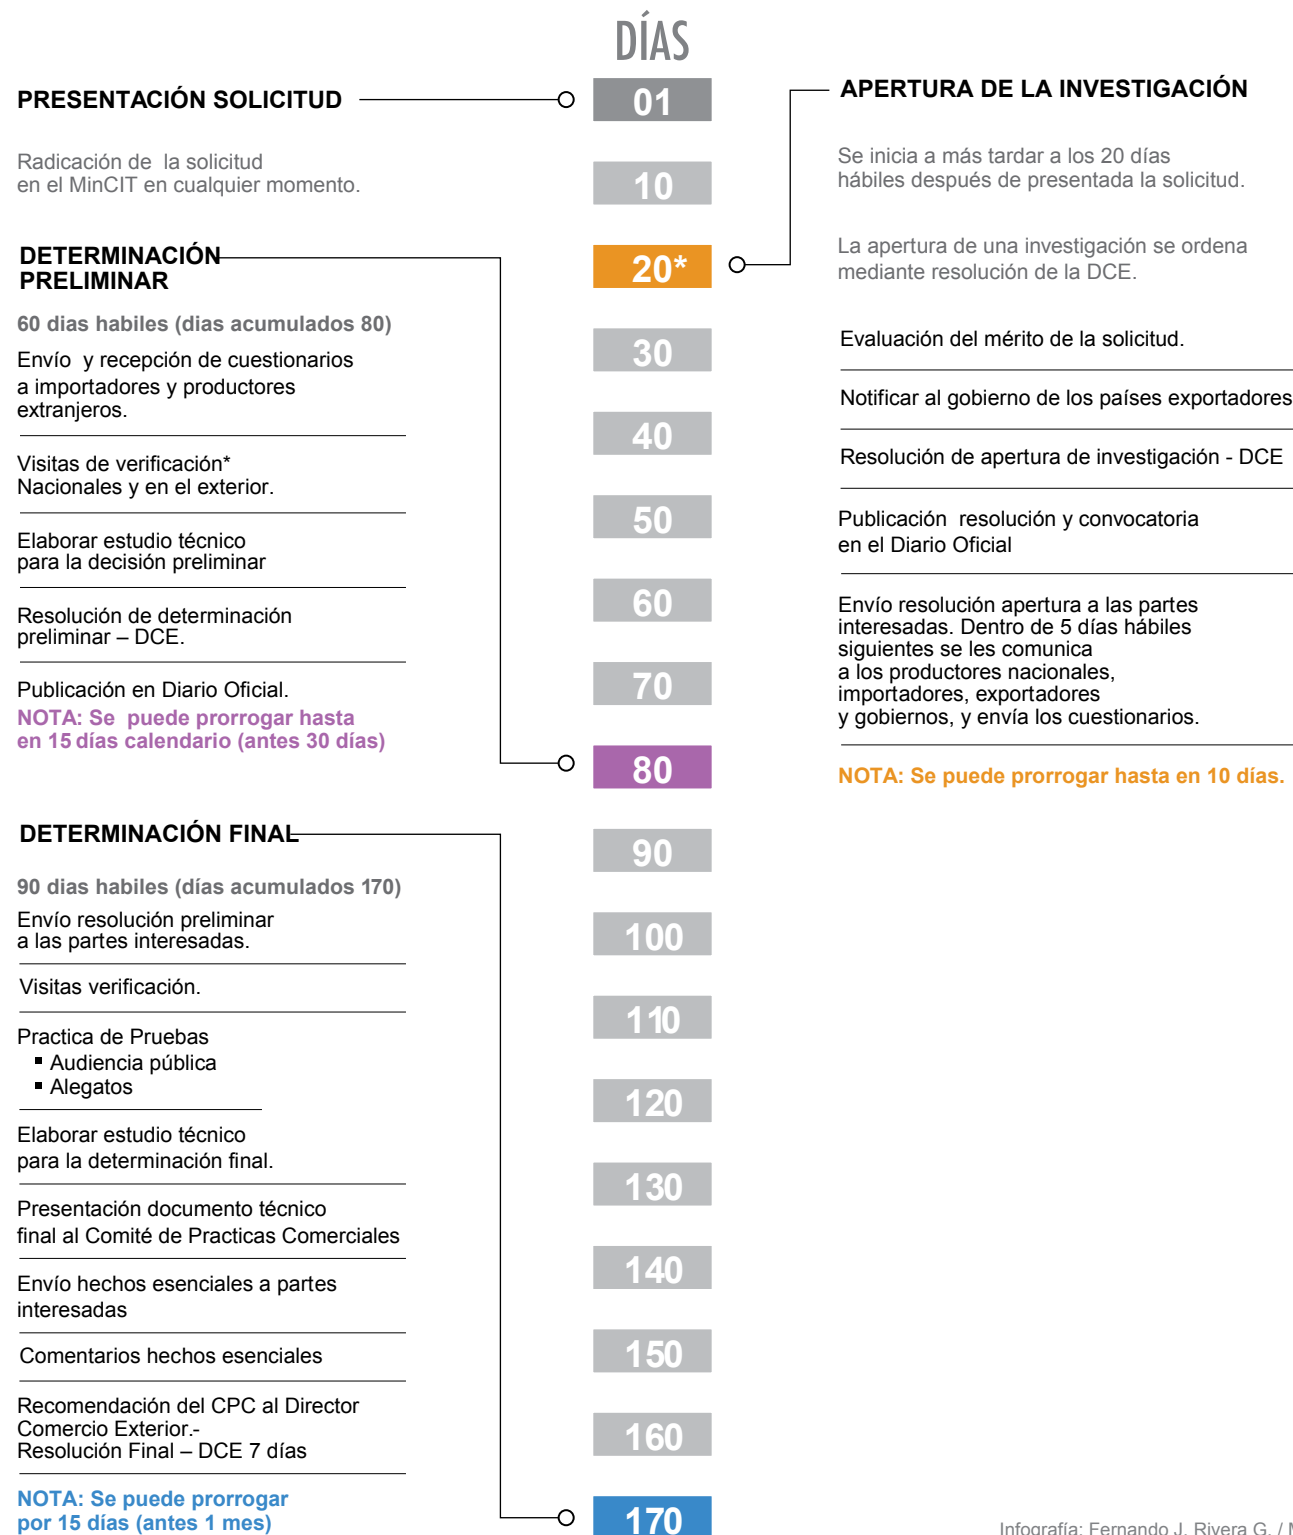 DÍAS
PRESENTACIÓN SOLICITUD
Radicación de la solicitud
en el MinCIT en cualquier momento.
DETERMINACIÓN
PRELIMINAR
60 dias habiles (dias acumulados 80)
Envío y recepción de cuestionarios
a importadores y productores
extranjeros.
Visitas de verificación*
Nacionales y en el exterior.
Elaborar estudio técnico
para la decisión preliminar
Resolución de determinación
preliminar – DCE.
Publicación en Diario Oficial.
NOTA: Se puede prorrogar hasta
en 15 días calendario (antes 30 días)
DETERMINACIÓN FINAL
90 dias habiles (días acumulados 170)
Envío resolución preliminar
a las partes interesadas.
Visitas verificación.
Practica de Pruebas
▪ Audiencia pública
▪ Alegatos
Elaborar estudio técnico
para la determinación final.
Presentación documento técnico
final al Comité de Practicas Comerciales
Envío hechos esenciales a partes
interesadas
Comentarios hechos esenciales
Recomendación del CPC al Director
Comercio Exterior.-
Resolución Final – DCE 7 días
NOTA: Se puede prorrogar
por 15 días (antes 1 mes)
01
10
20*
30
40
50
60
70
80
90
100
110
120
130
140
150
160
170
APERTURA DE LA INVESTIGACIÓN
Se inicia a más tardar a los 20 días
hábiles después de presentada la solicitud.
La apertura de una investigación se ordena
mediante resolución de la DCE.
Evaluación del mérito de la solicitud.
Notificar al gobierno de los países exportadores
Resolución de apertura de investigación - DCE
Publicación resolución y convocatoria
en el Diario Oficial
Envío resolución apertura a las partes
interesadas. Dentro de 5 días hábiles
siguientes se les comunica
a los productores nacionales,
importadores, exportadores
y gobiernos, y envía los cuestionarios.
NOTA: Se puede prorrogar hasta en 10 días.
Infografía: Fernando J. Rivera G. /